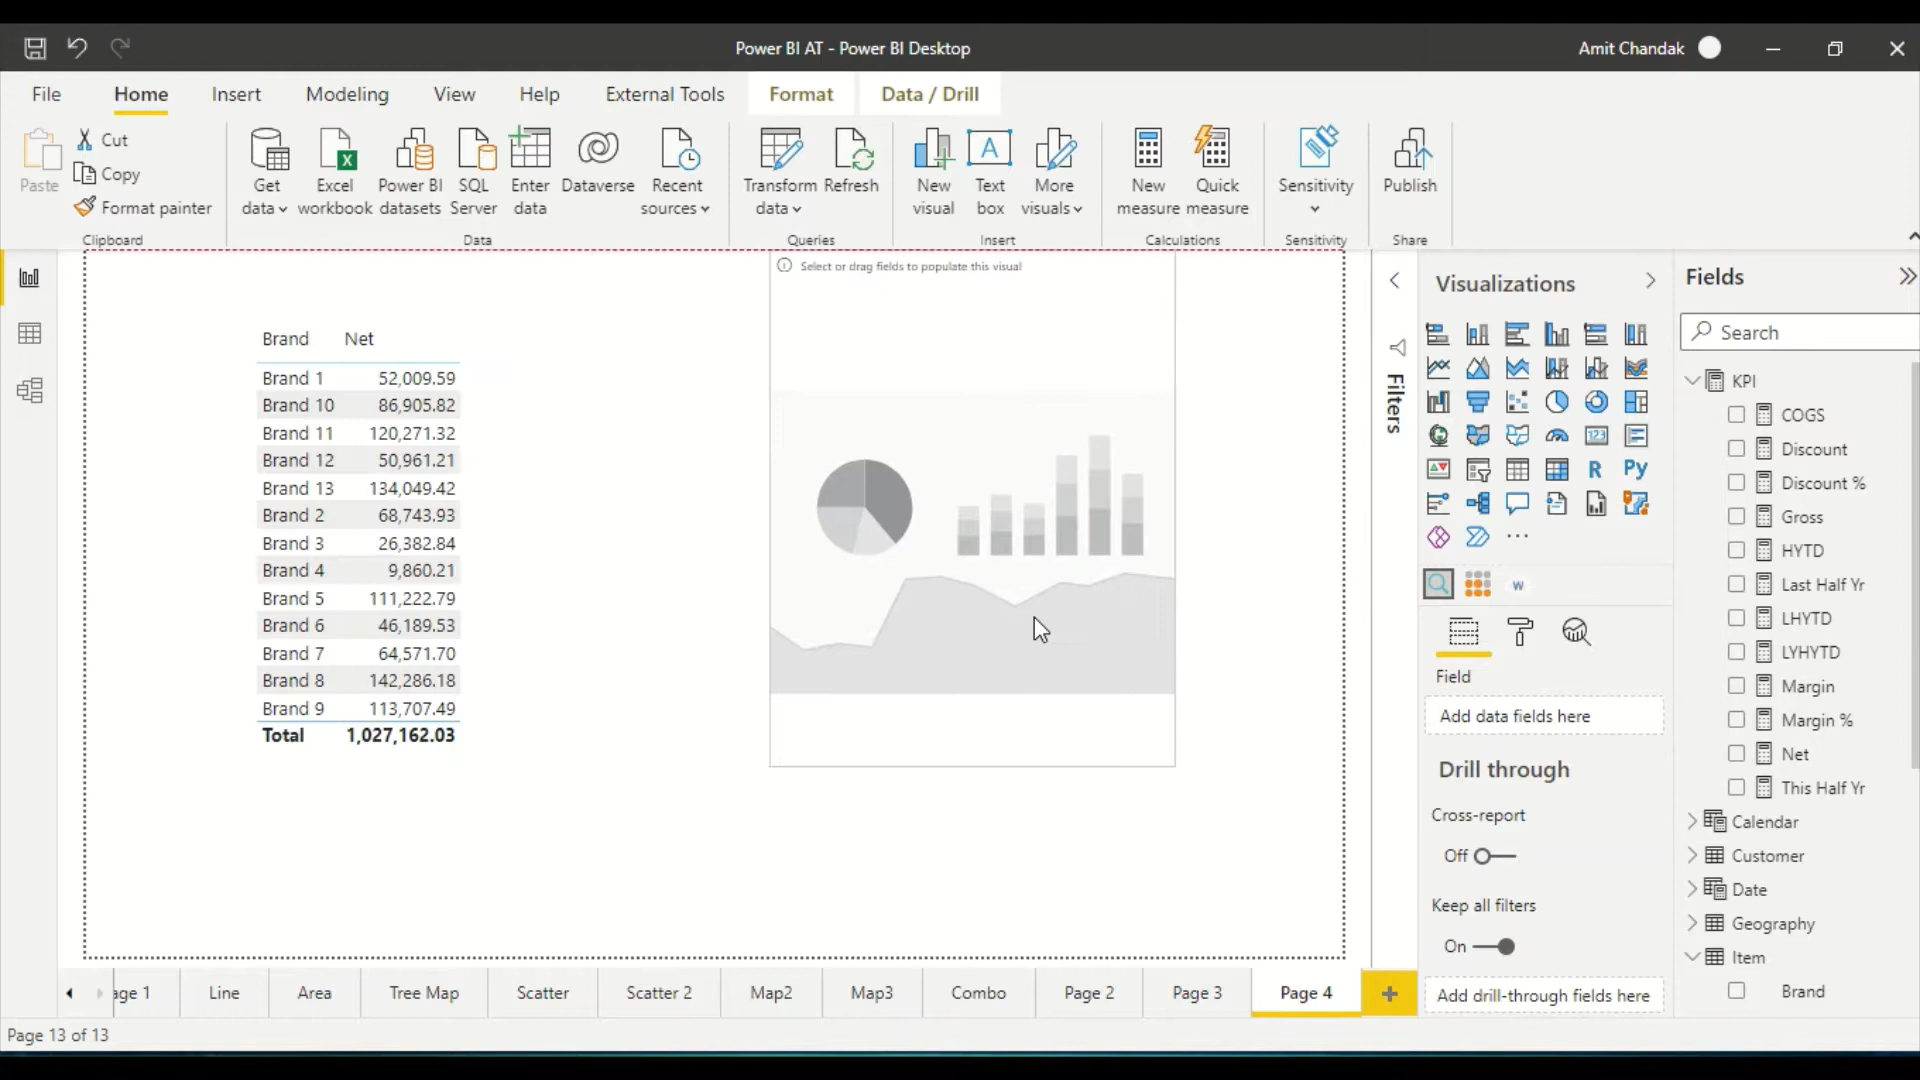 Power BI AT - Power BI Desktop
Amit Chandak
File Home Insert Modeling View Help External Tools Format Data / Drill
Paste
Cut
Copy
Format painter
Clipboard
Get data
Excel workbook
Power BI datasets
SQL Server
Enter data
Dataverse
Recent sources
Data
Transform data
Refresh
Queries
New visual
A
Text box
More visuals
Insert
New measure
Quick measure
Calculations
Sensitivity
Sensitivity
Publish
Share
Select or drag fields to populate this visual
Brand Net
Brand 1 52,009.59
Brand 10 86,905.82
Brand 11 120,271.32
Brand 12 50,961.21
Brand 13 134,049.42
Brand 2 68,743.93
Brand 3 26,382.84
Brand 4 9,860.21
Brand 5 111,222.79
Brand 6 46,189.53
Brand 7 64,571.70
Brand 8 142,286.18
Brand 9 113,707.49
Total 1,027,162.03
Filters
Visualizations
123
R Py
W
Field
Add data fields here
Drill through
Cross-report
Off
Keep all filters
On
Add drill-through fields here
Fields
Search
KPI
COGS
Discount
Discount %
Gross
HYTD
Last Half Yr
LHYTD
LYHYTD
Margin
Margin %
Net
This Half Yr
Calendar
Customer
Date
Geography
Item
Brand
age 1 Line Area Tree Map Scatter Scatter 2 Map2 Map3 Combo Page 2 Page 3 Page 4
Page 13 of 13